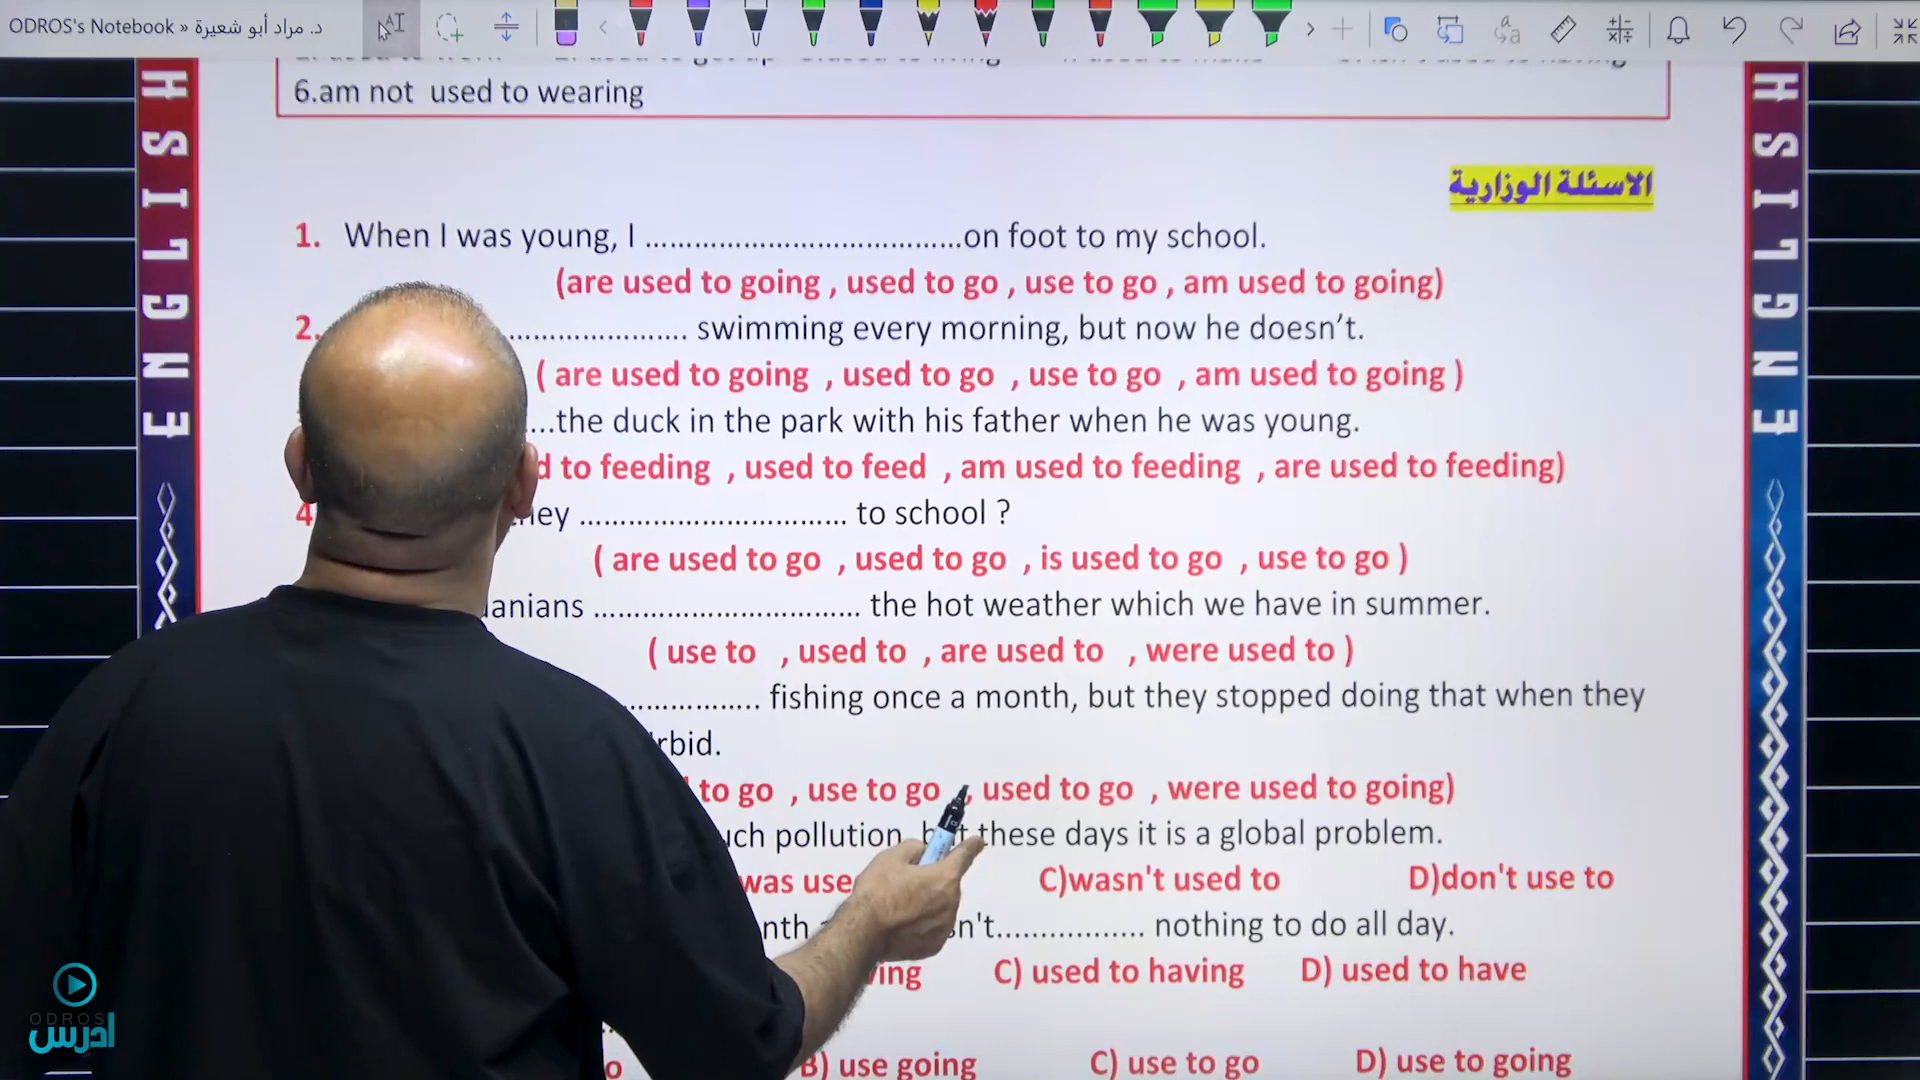 ODROS's Notebook » د. مراد أبو شعيرة
6.am not used to wearing
الاسئلة الوزارية
1. When I was young, I ......................................on foot to my school.
(are used to going , used to go , use to go , am used to going)
2. ...................... swimming every morning, but now he doesn't.
( are used to going , used to go , use to go , am used to going )
...the duck in the park with his father when he was young.
to feeding , used to feed , am used to feeding , are used to feeding)
4 ................................ to school ?
( are used to go , used to go , is used to go , use to go )
................................ the hot weather which we have in summer.
( use to , used to , are used to , were used to )
................. fishing once a month, but they stopped doing that when they
to go , use to go , used to go , were used to going)
pollution these days it is a global problem.
was C)wasn't used to D)don't use to
.................. nothing to do all day.
C) used to having D) used to have
B) use going C) use to go D) use to going
ENGLISH
ENGLISH
ODROS
ادرس